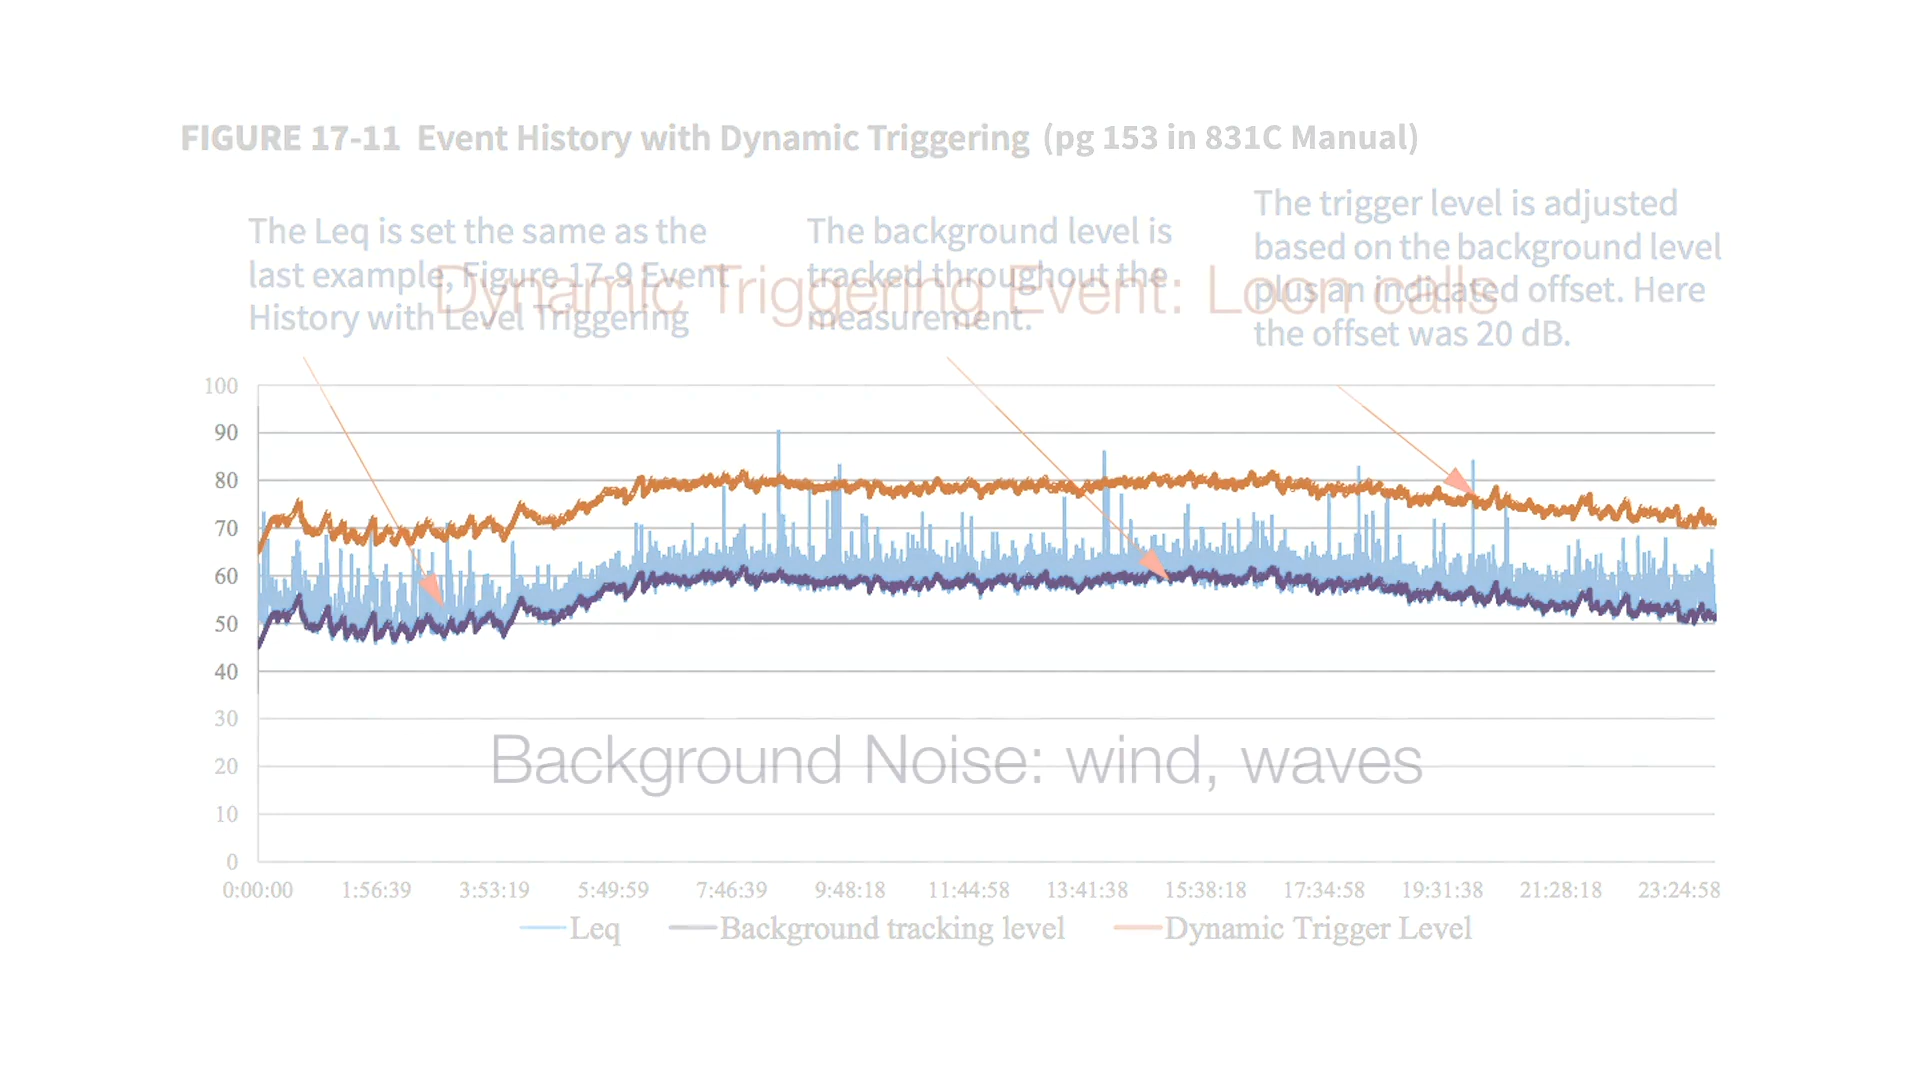 FIGURE 17-11 Event History with Dynamic Triggering (pg 153 in 831C Manual)
The Leq is set the same as the
last example, Figure 17-9 Event
History with Level Triggering
The background level is
tracked throughout the
measurement.
The trigger level is adjusted
based on the background level
plus an indicated offset. Here
the offset was 20 dB.
Dynamic Triggering Event: Loon calls
100
90
80
70
60
50
40
30
20
10
0
Background Noise: wind, waves
0:00:00 1:56:39 3:53:19 5:49:59 7:46:39 9:48:18 11:44:58 13:41:38 15:38:18 17:34:58 19:31:38 21:28:18 23:24:58
Leq Background tracking level Dynamic Trigger Level